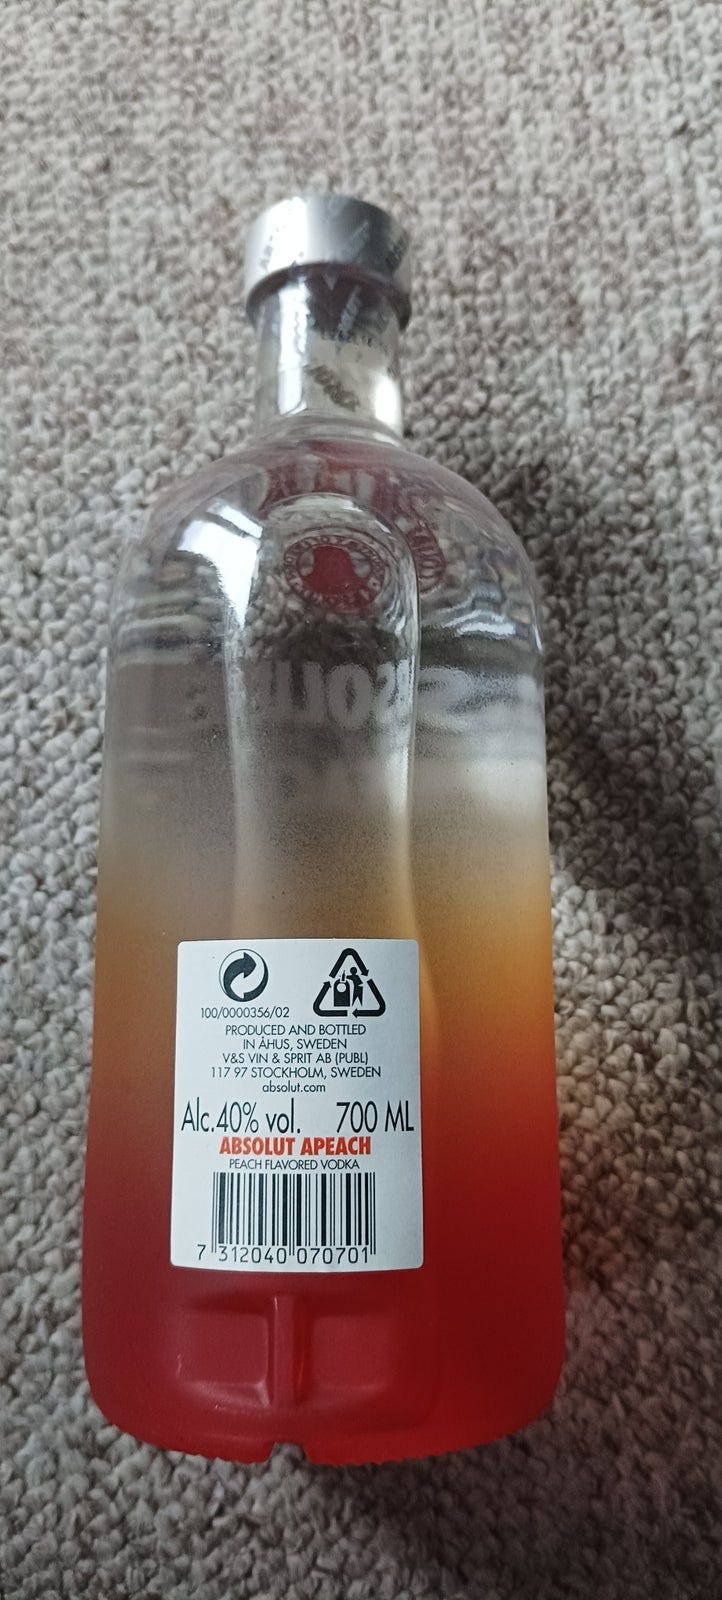 100/0000356/02
PRODUCED AND BOTTLED
IN ÅHUS, SWEDEN
V&S VIN & SPRIT AB (PUBL)
117 97 STOCKHOLM, SWEDEN
absolut.com
Alc.40% vol. 700 ML
ABSOLUT APEACH
PEACH FLAVORED VODKA
7 312040 070701